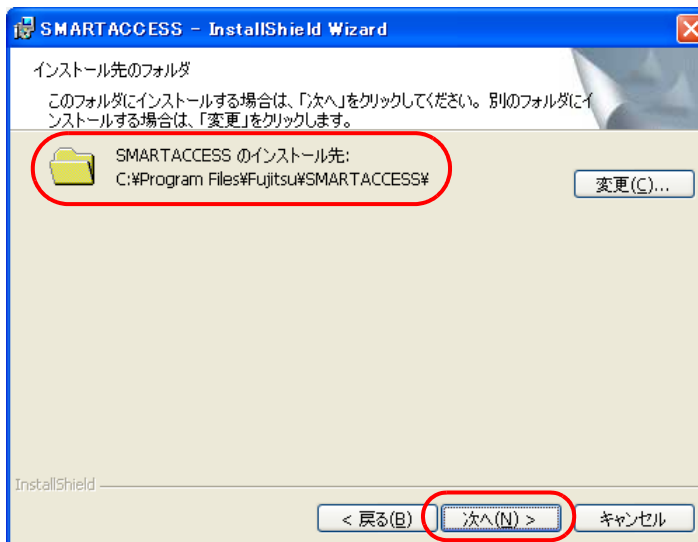 SMARTACCESS - InstallShield Wizard
インストール先のフォルダ
このフォルダにインストールする場合は、「次へ」をクリックしてください。別のフォルダにイ
ンストールする場合は、「変更」をクリックします。
SMARTACCESS のインストール先:
C:¥Program Files¥Fujitsu¥SMARTACCESS¥
変更(C)...
InstallShield
< 戻る(B)
次へ(N) >
キャンセル